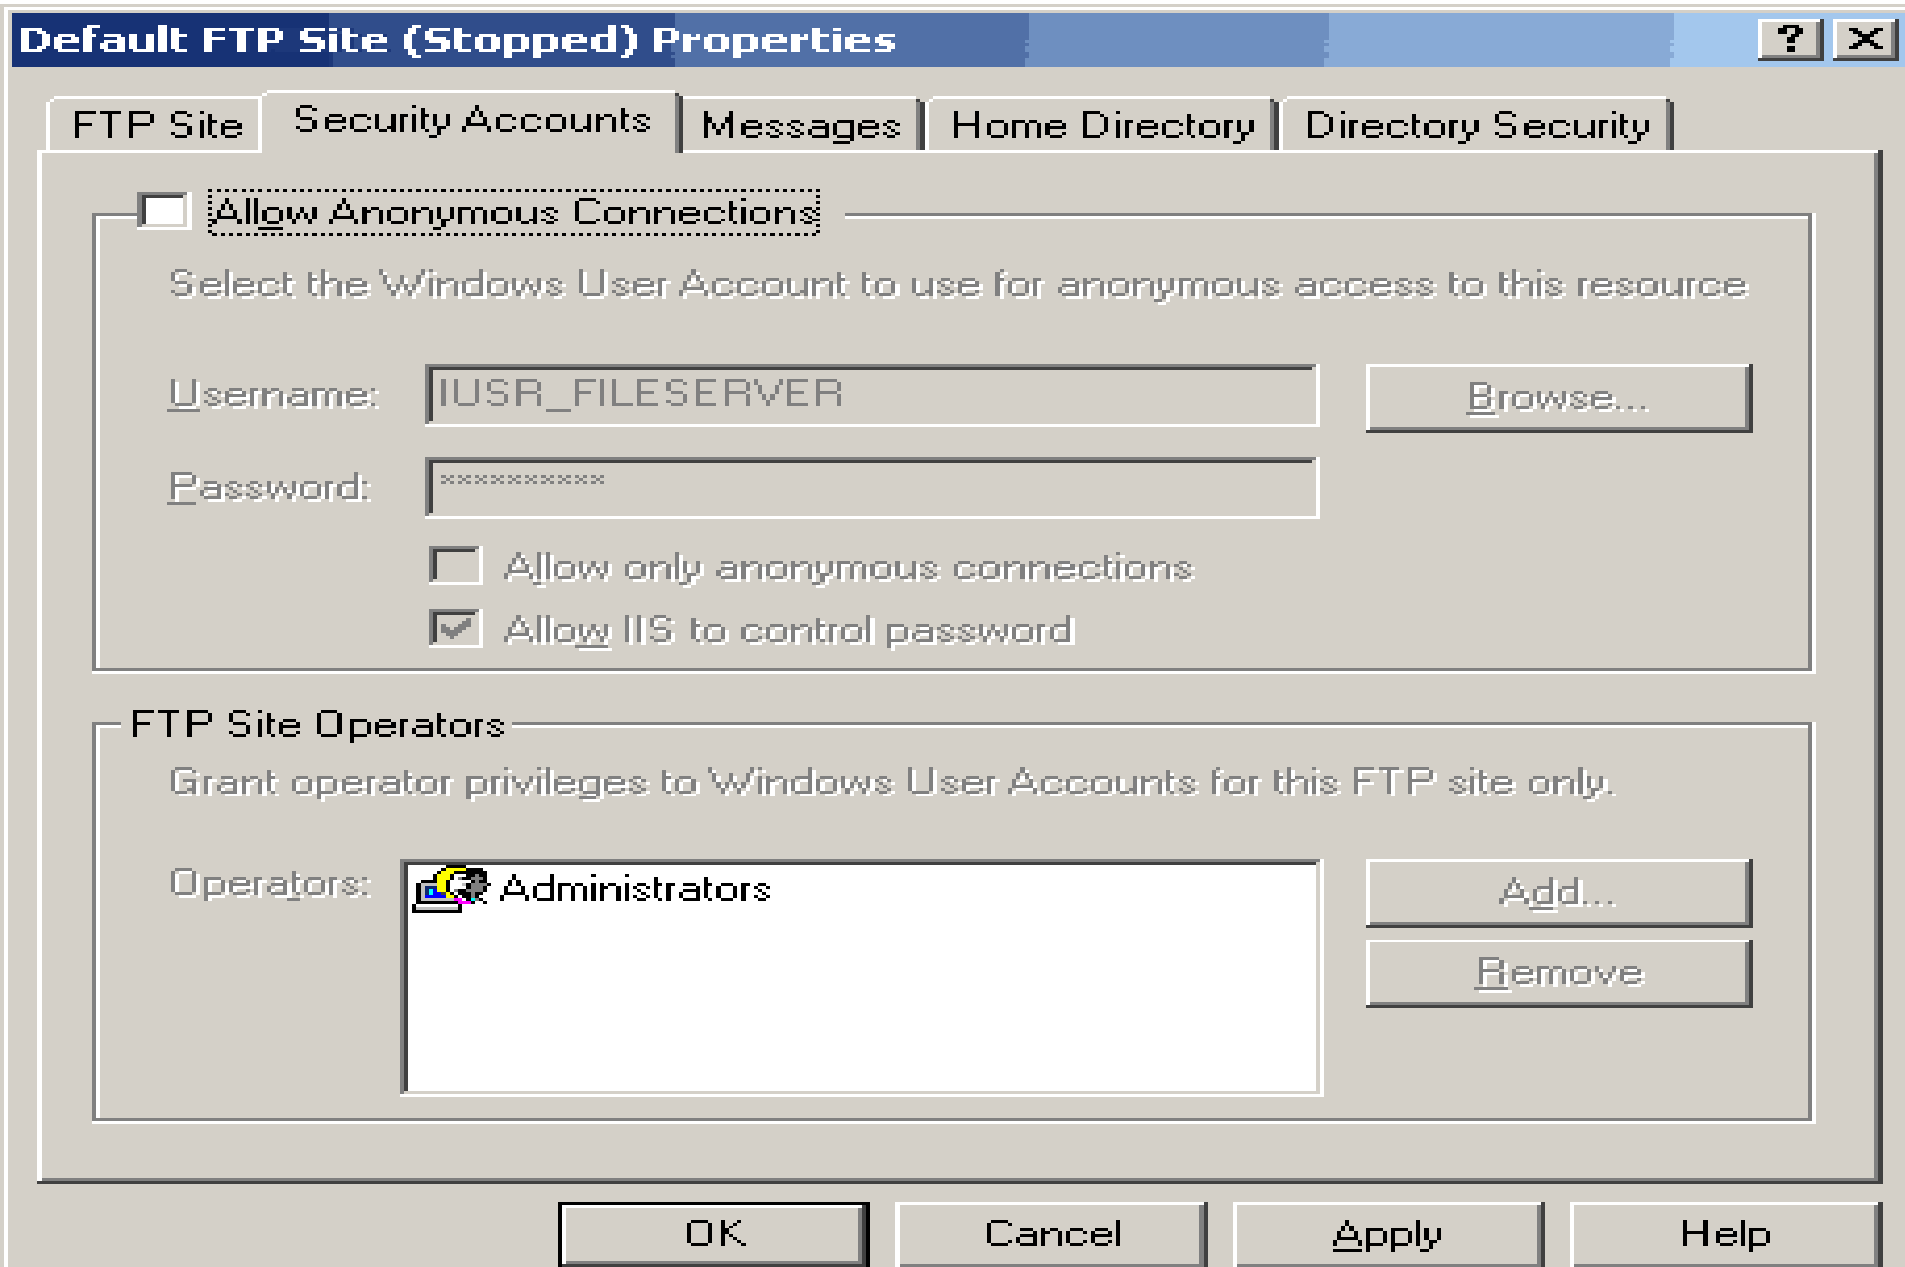 Default FTP Site (Stopped) Properties
FTP Site Security Accounts Messages Home Directory Directory Security
Allow Anonymous Connections
Select the Windows User Account to use for anonymous access to this resource
Username: IUSR_FILESERVER Browse...
Password: **********
Allow only anonymous connections
Allow IIS to control password
FTP Site Operators
Grant operator privileges to Windows User Accounts for this FTP site only.
Operators: Administrators Add...
Remove
OK Cancel Apply Help